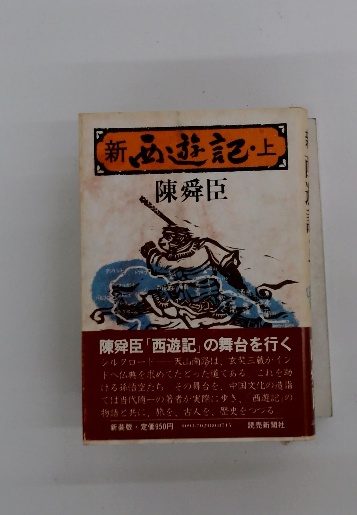 新 西遊記・上
陳舜臣
陳舜臣「西遊記」の舞台を行く
シルクロード──天山南路は、玄奘三蔵がイン
ドへ仏典を求めてたどった道である。これを助
ける孫悟空たち。その舞台を、中国文化の造詣
では当代随一の著者が実際に歩き、「西遊記」の
物語と共に、旅を、古人を、歴史をつづる。
新装版・定価950円
読売新聞社